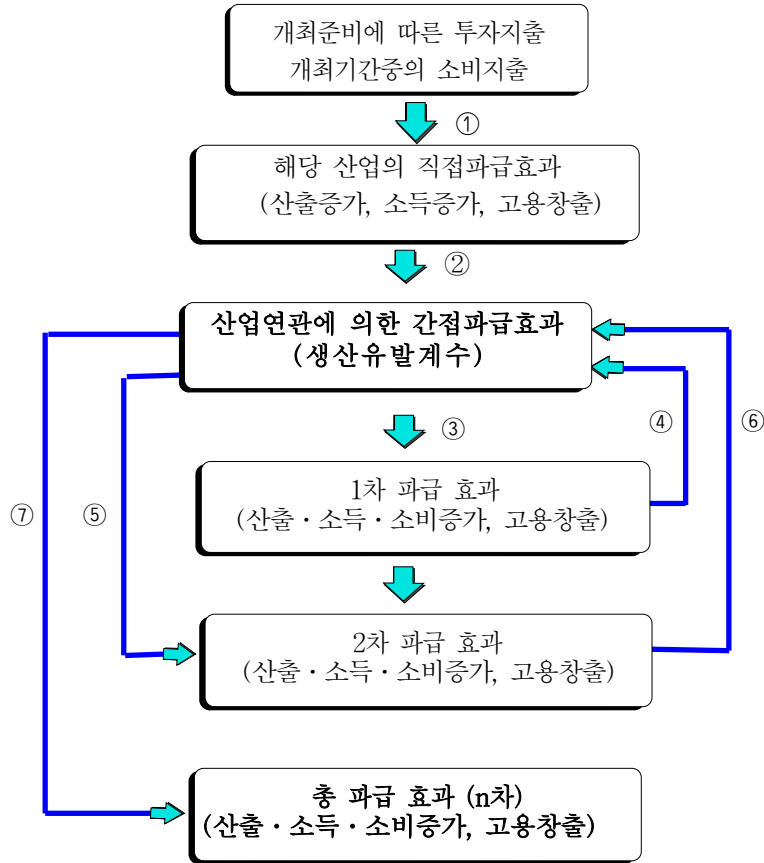 개최준비에 따른 투자지출
개최기간중의 소비지출
①
해당 산업의 직접파급효과
(산출증가, 소득증가, 고용창출)
②
산업연관에 의한 간접파급효과
(생산유발계수)
③
④
⑥
1차 파급 효과
(산출・소득・소비증가, 고용창출)
⑦
⑤
2차 파급 효과
(산출・소득・소비증가, 고용창출)
총 파급 효과 (n차)
(산출・소득・소비증가, 고용창출)